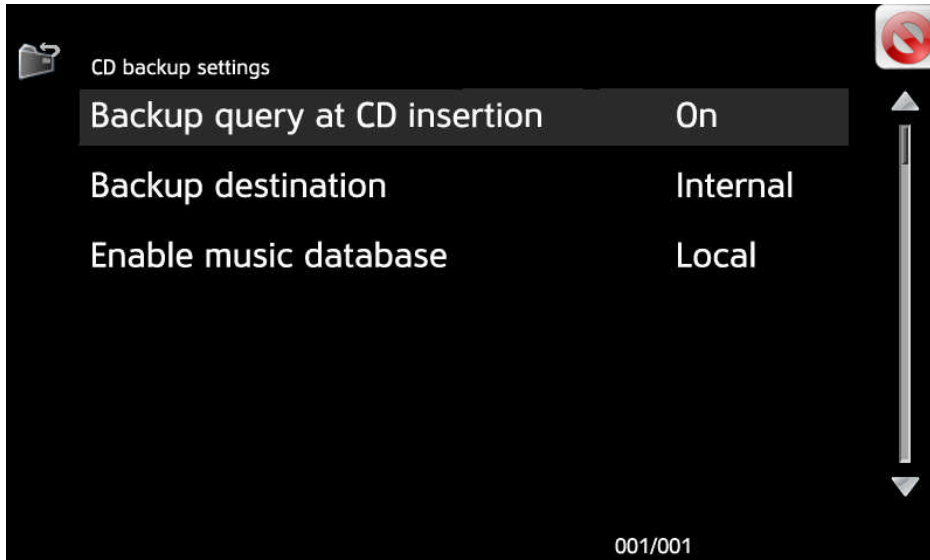 CD backup settings
Backup query at CD insertion On
Backup destination Internal
Enable music database Local
001/001